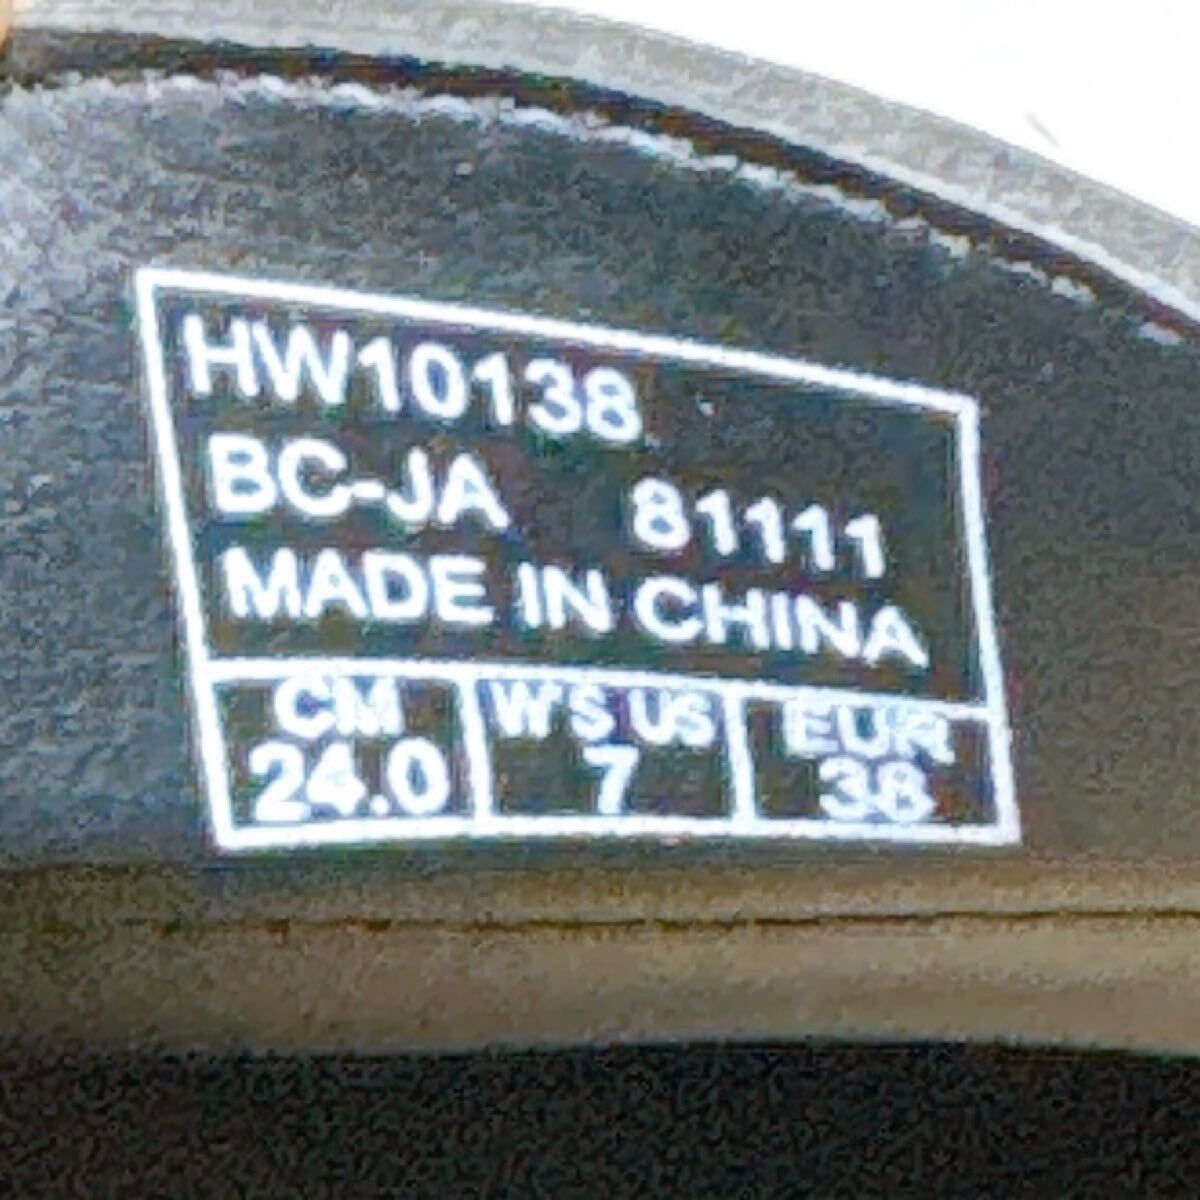 HW10138
BC-JA 81111
MADE IN CHINA
CM W'S US EUR
24.0 7 38